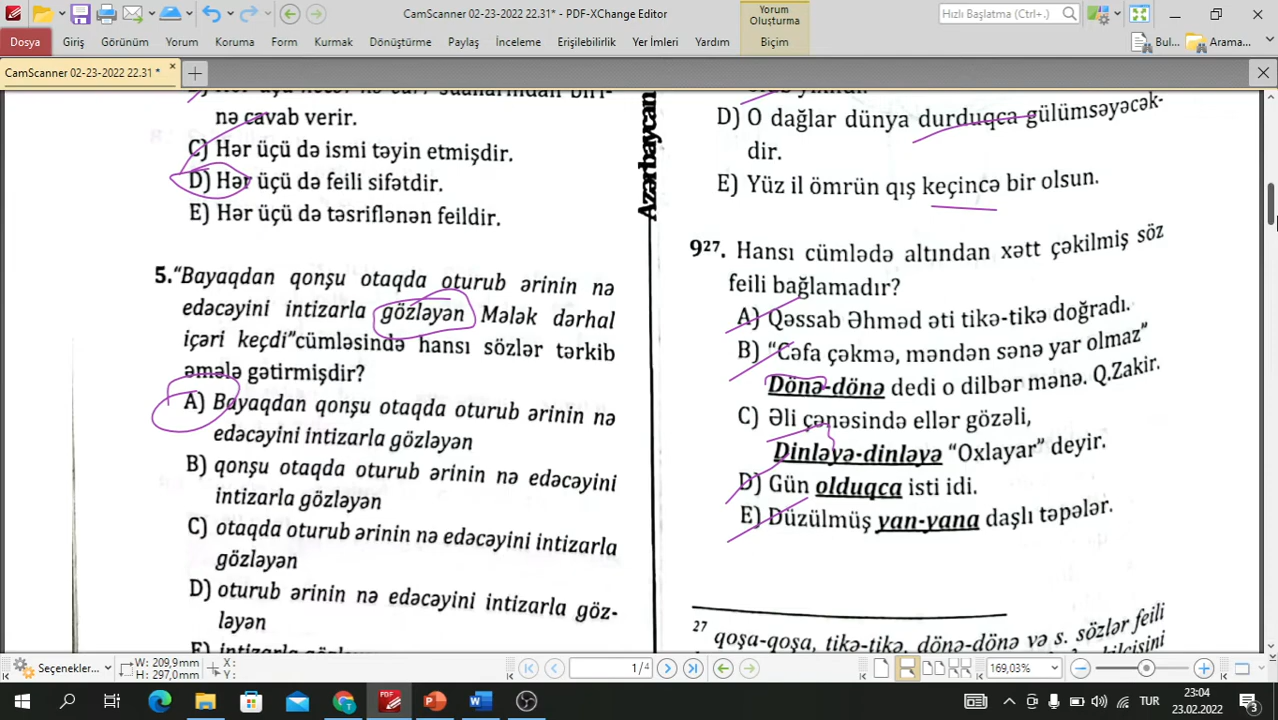 CamScanner 02-23-2022 22.31* - PDF-XChange Editor
Yorum
Oluşturma
Hızlı Başlatma (Ctrl+.)
Dosya
Giriş
Görünüm
Yorum
Koruma
Form
Kurmak
Dönüştürme
Paylaş
İnceleme
Erişilebilirlik
Yer İmleri
Yardım
Biçim
Bul...
Arama...
CamScanner 02-23-2022 22.31 *
nə cavab verir.
C) Hər üçü də ismi təyin etmişdir.
D) Hər üçü də feili sifətdir.
E) Hər üçü də təsriflənən feildir.
5. “Bayaqdan qonşu otaqda oturub ərinin nə
edəcəyini intizarla gözləyən Mələk dərhal
içəri keçdi”cümləsində hansı sözlər tərkib
əmələ gətirmişdir?
A) Bayaqdan qonşu otaqda oturub ərinin nə
edəcəyini intizarla gözləyən
B) qonşu otaqda oturub ərinin nə edəcəyini
intizarla gözləyən
C) otaqda oturub ərinin nə edəcəyini intizarla
gözləyən
D) oturub ərinin nə edəcəyini intizarla göz-
ləyən
Azərbaycan
D) O dağlar dünya durduqca gülümsəyəcək-
dir.
E) Yüz il ömrün qış keçincə bir olsun.
9²⁷. Hansı cümlədə altından xətt çəkilmiş söz
feili bağlamadır?
A) Qəssab Əhməd əti tikə-tikə doğradı.
B) “Cəfa çəkmə, məndən sənə yar olmaz”
Dönə-dönə dedi o dilbər mənə. Q.Zakir.
C) Əli çənəsində ellər gözəli,
Dinləyə-dinləyə “Oxlayar” deyir.
D) Gün olduqca isti idi.
E) Düzülmüş yan-yana daşlı təpələr.
27 qoşa-qoşa, tikə-tikə, dönə-dönə və s. sözlər feili
Seçenekler...
W: 209,9mm
H: 297,0mm
X:
Y:
1/4
169,03%
TUR
23:04
23.02.2022
3